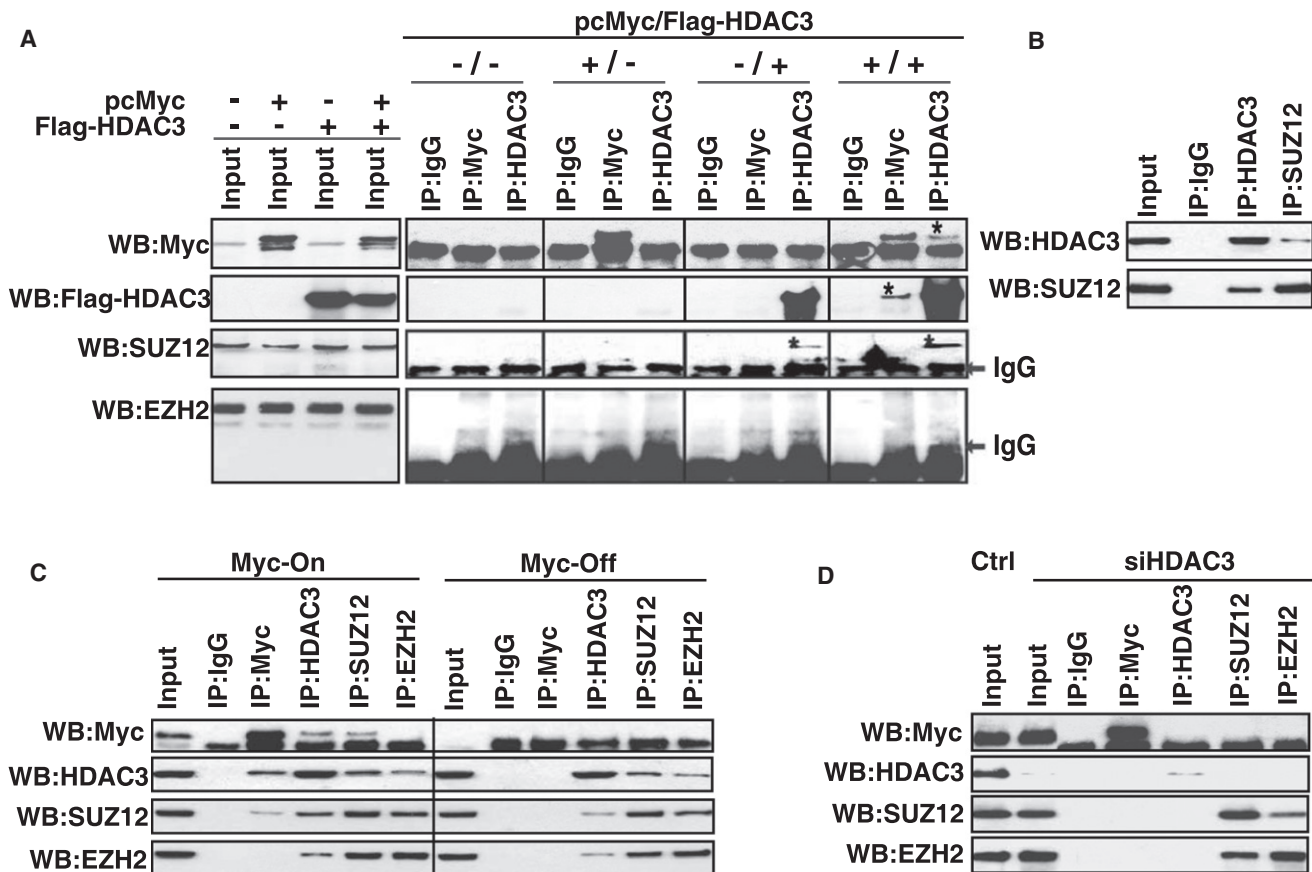 A
pcMyc/Flag-HDAC3
- / -
+ / -
- / +
+ / +
pcMyc - + - +
Flag-HDAC3 - - + +
Input Input Input Input
IP:IgG IP:Myc IP:HDAC3 IP:IgG IP:Myc IP:HDAC3 IP:IgG IP:Myc IP:HDAC3 IP:IgG IP:Myc IP:HDAC3
WB:Myc
*
WB:Flag-HDAC3
*
WB:SUZ12
* *
IgG
WB:EZH2
IgG
B
Input IP:IgG IP:HDAC3 IP:SUZ12
WB:HDAC3
WB:SUZ12
C
Myc-On
Myc-Off
Input IP:IgG IP:Myc IP:HDAC3 IP:SUZ12 IP:EZH2 Input IP:IgG IP:Myc IP:HDAC3 IP:SUZ12 IP:EZH2
WB:Myc
WB:HDAC3
WB:SUZ12
WB:EZH2
D
Ctrl
siHDAC3
Input Input IP:IgG IP:Myc IP:HDAC3 IP:SUZ12 IP:EZH2
WB:Myc
WB:HDAC3
WB:SUZ12
WB:EZH2